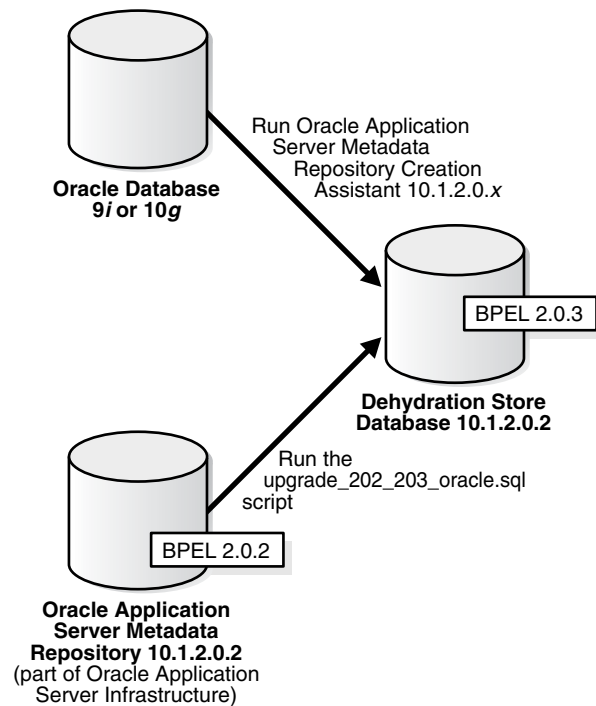 Oracle Database
9i or 10g
Run Oracle Application
Server Metadata
Repository Creation
Assistant 10.1.2.0.x
BPEL 2.0.3
Dehydration Store
Database 10.1.2.0.2
Run the
upgrade_202_203_oracle.sql
script
BPEL 2.0.2
Oracle Application
Server Metadata
Repository 10.1.2.0.2
(part of Oracle Application
Server Infrastructure)